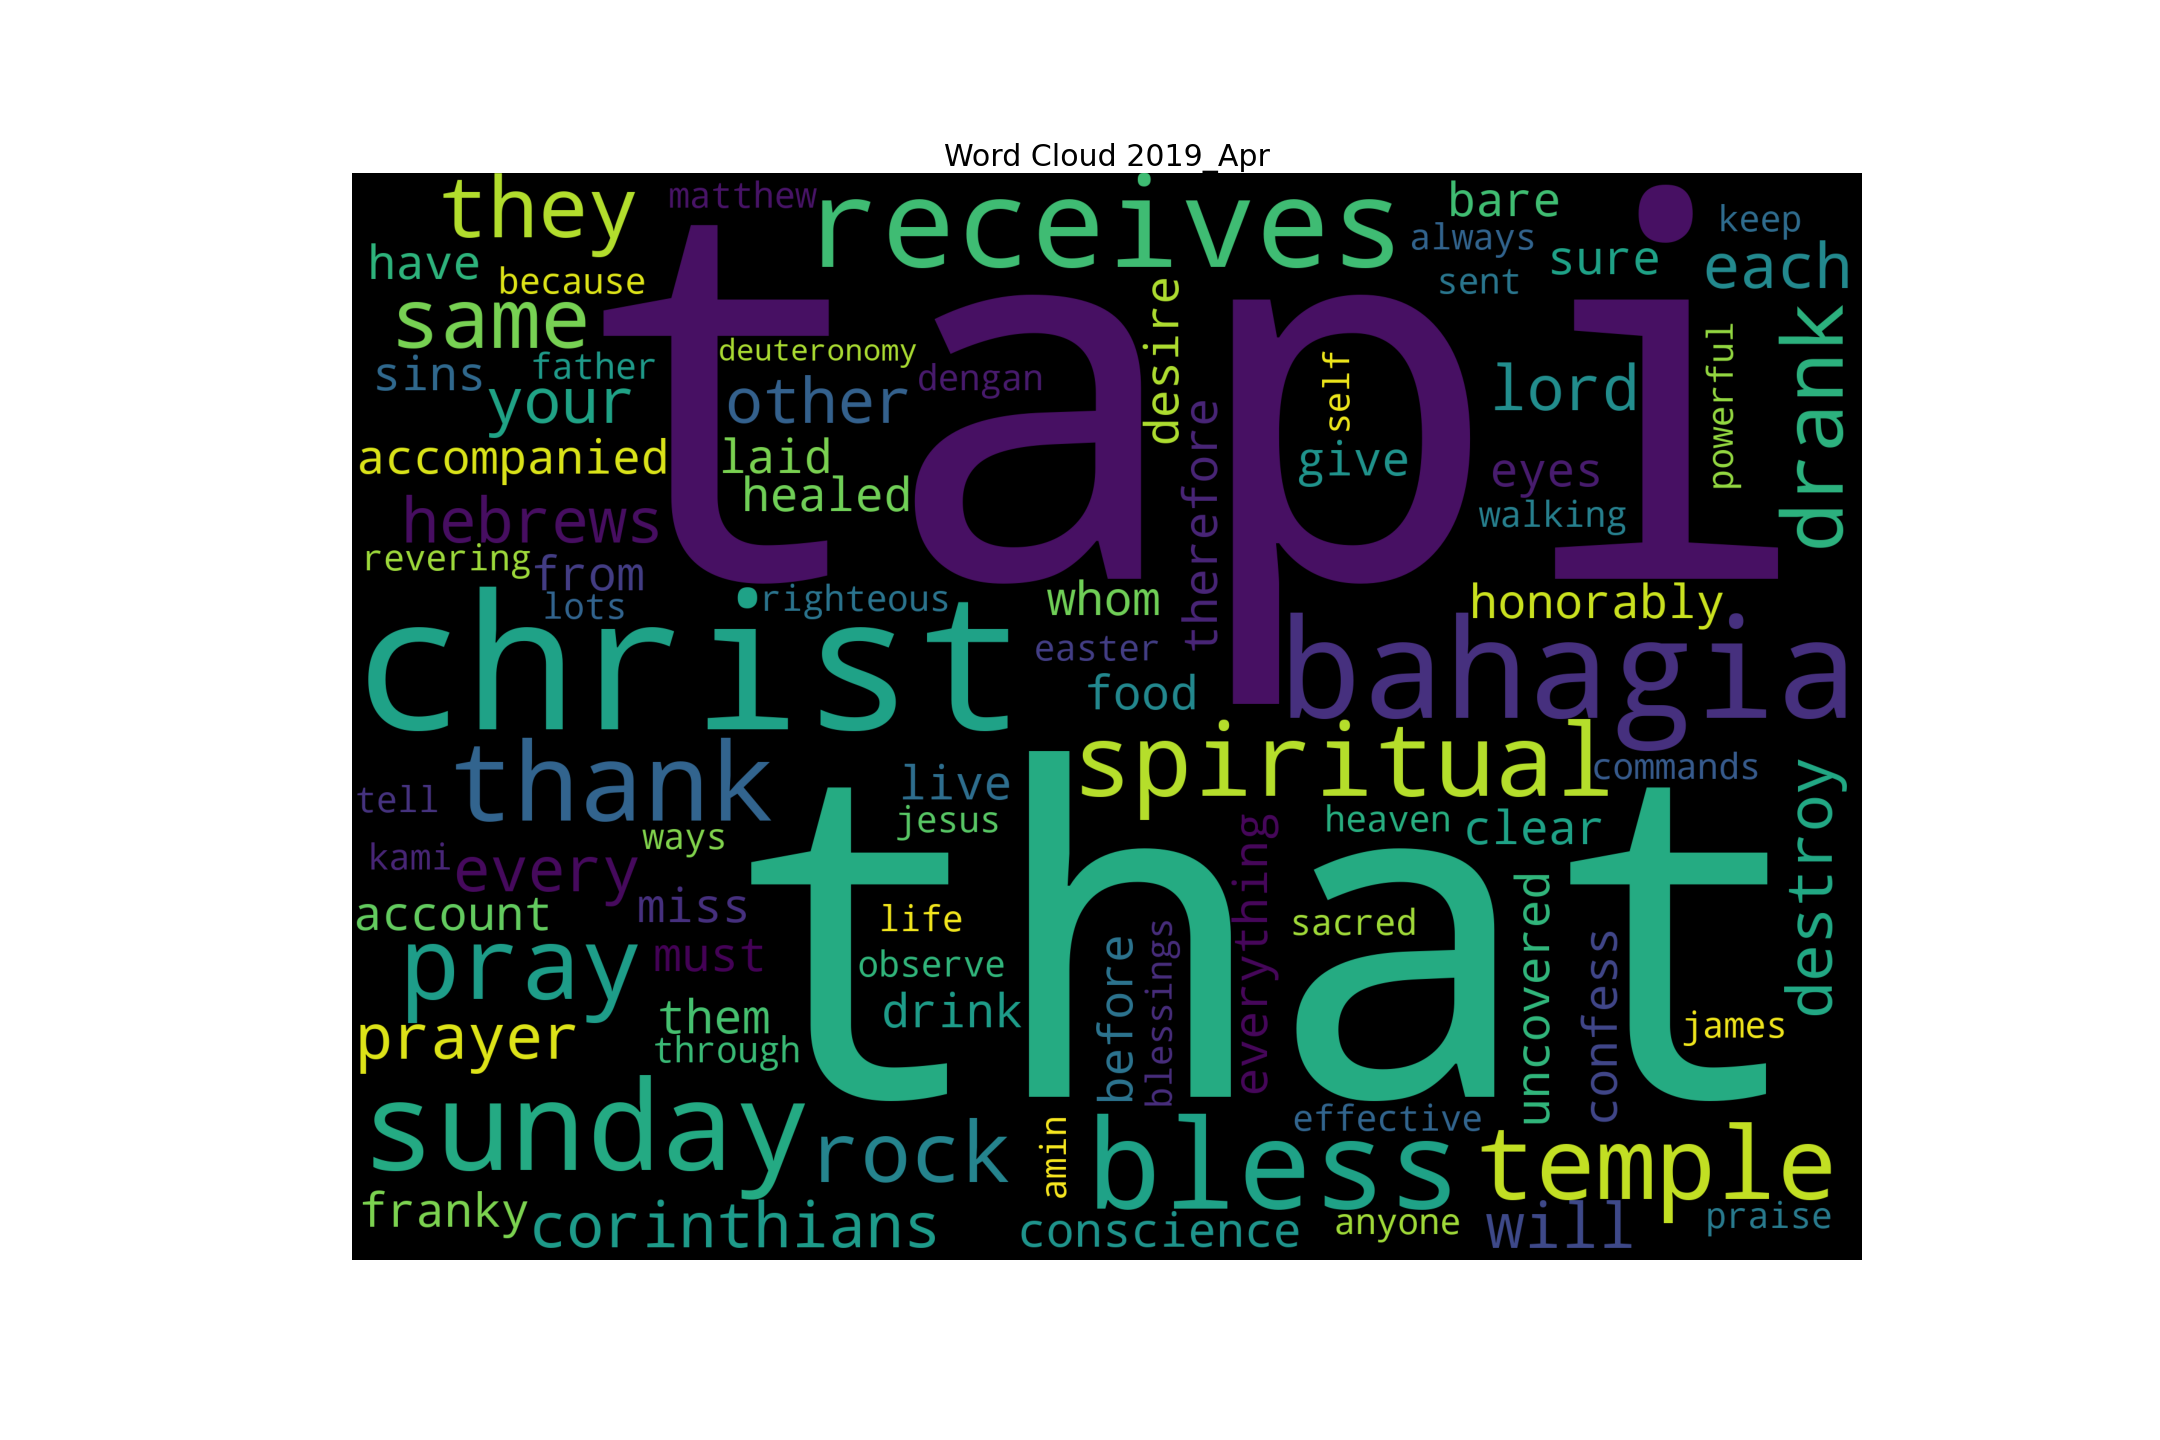 Word Cloud 2019_Apr
they
matthew
receives
bare
keep
always
have
sure
each
because
sent
same
desire
drank
tapi
deuteronomy
father
sins
dengan
self
powerful
your
other
lord
accompanied
laid
give
eyes
healed
therefore
walking
hebrews
revering
from
lots
righteous
whom
honorably
christ
easter
bahagia
food
thank
spiritual
commands
live
tell
jesus
heaven
clear
destroy
ways
that
kami
every
everything
account
miss
life
sacred
uncovered
confess
pray
must
observe
before
blessings
drink
them
james
prayer
through
sunday
rock
amin
effective
bless
temple
franky
corinthians
conscience
anyone
will
praise